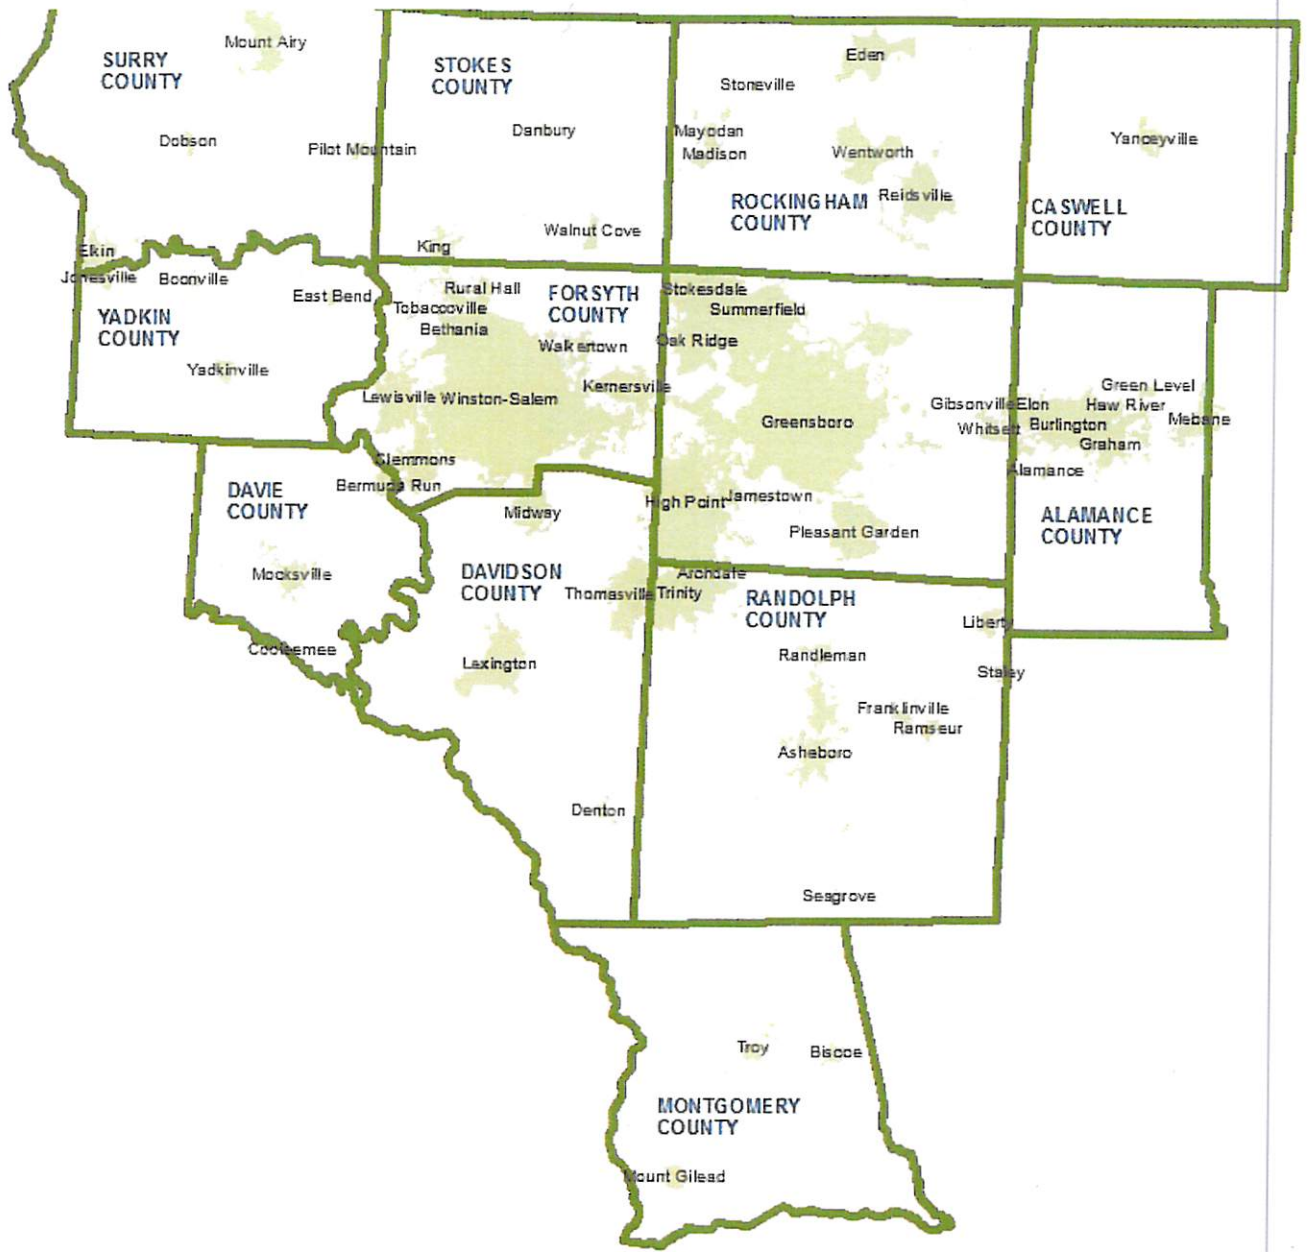 Mount Airy
SURRY
COUNTY
Dobson
Pilot Mountain
Elkin
STOKES
COUNTY
Danbury
Walnut Cove
King
Eden
Stoneville
Mayodan
Madison
Wentworth
Reidsville
ROCKINGHAM
COUNTY
Yanceyville
CASWELL
COUNTY
Jonesville
Boonville
East Bend
YADKIN
COUNTY
Yadkinville
Rural Hall
Tobaccoville
Bethania
FORSYTH
COUNTY
Walkertown
Kernersville
Lewisville
Winston-Salem
Clemmons
Stokesdale
Summerfield
Oak Ridge
Greensboro
Gibsonville
Whitsett
High Point
Jamestown
Pleasant Garden
Elon
Green Level
Haw River
Burlington
Mebane
Graham
Alamance
ALAMANCE
COUNTY
Bermuda Run
DAVIE
COUNTY
Mocksville
Cooleemee
Midway
DAVIDSON
COUNTY
Thomasville
Lexington
Denton
Archdale
Trinity
RANDOLPH
COUNTY
Liberty
Randleman
Staley
Franklinville
Ramseur
Asheboro
Seagrove
Troy
Biscoe
MONTGOMERY
COUNTY
Mount Gilead